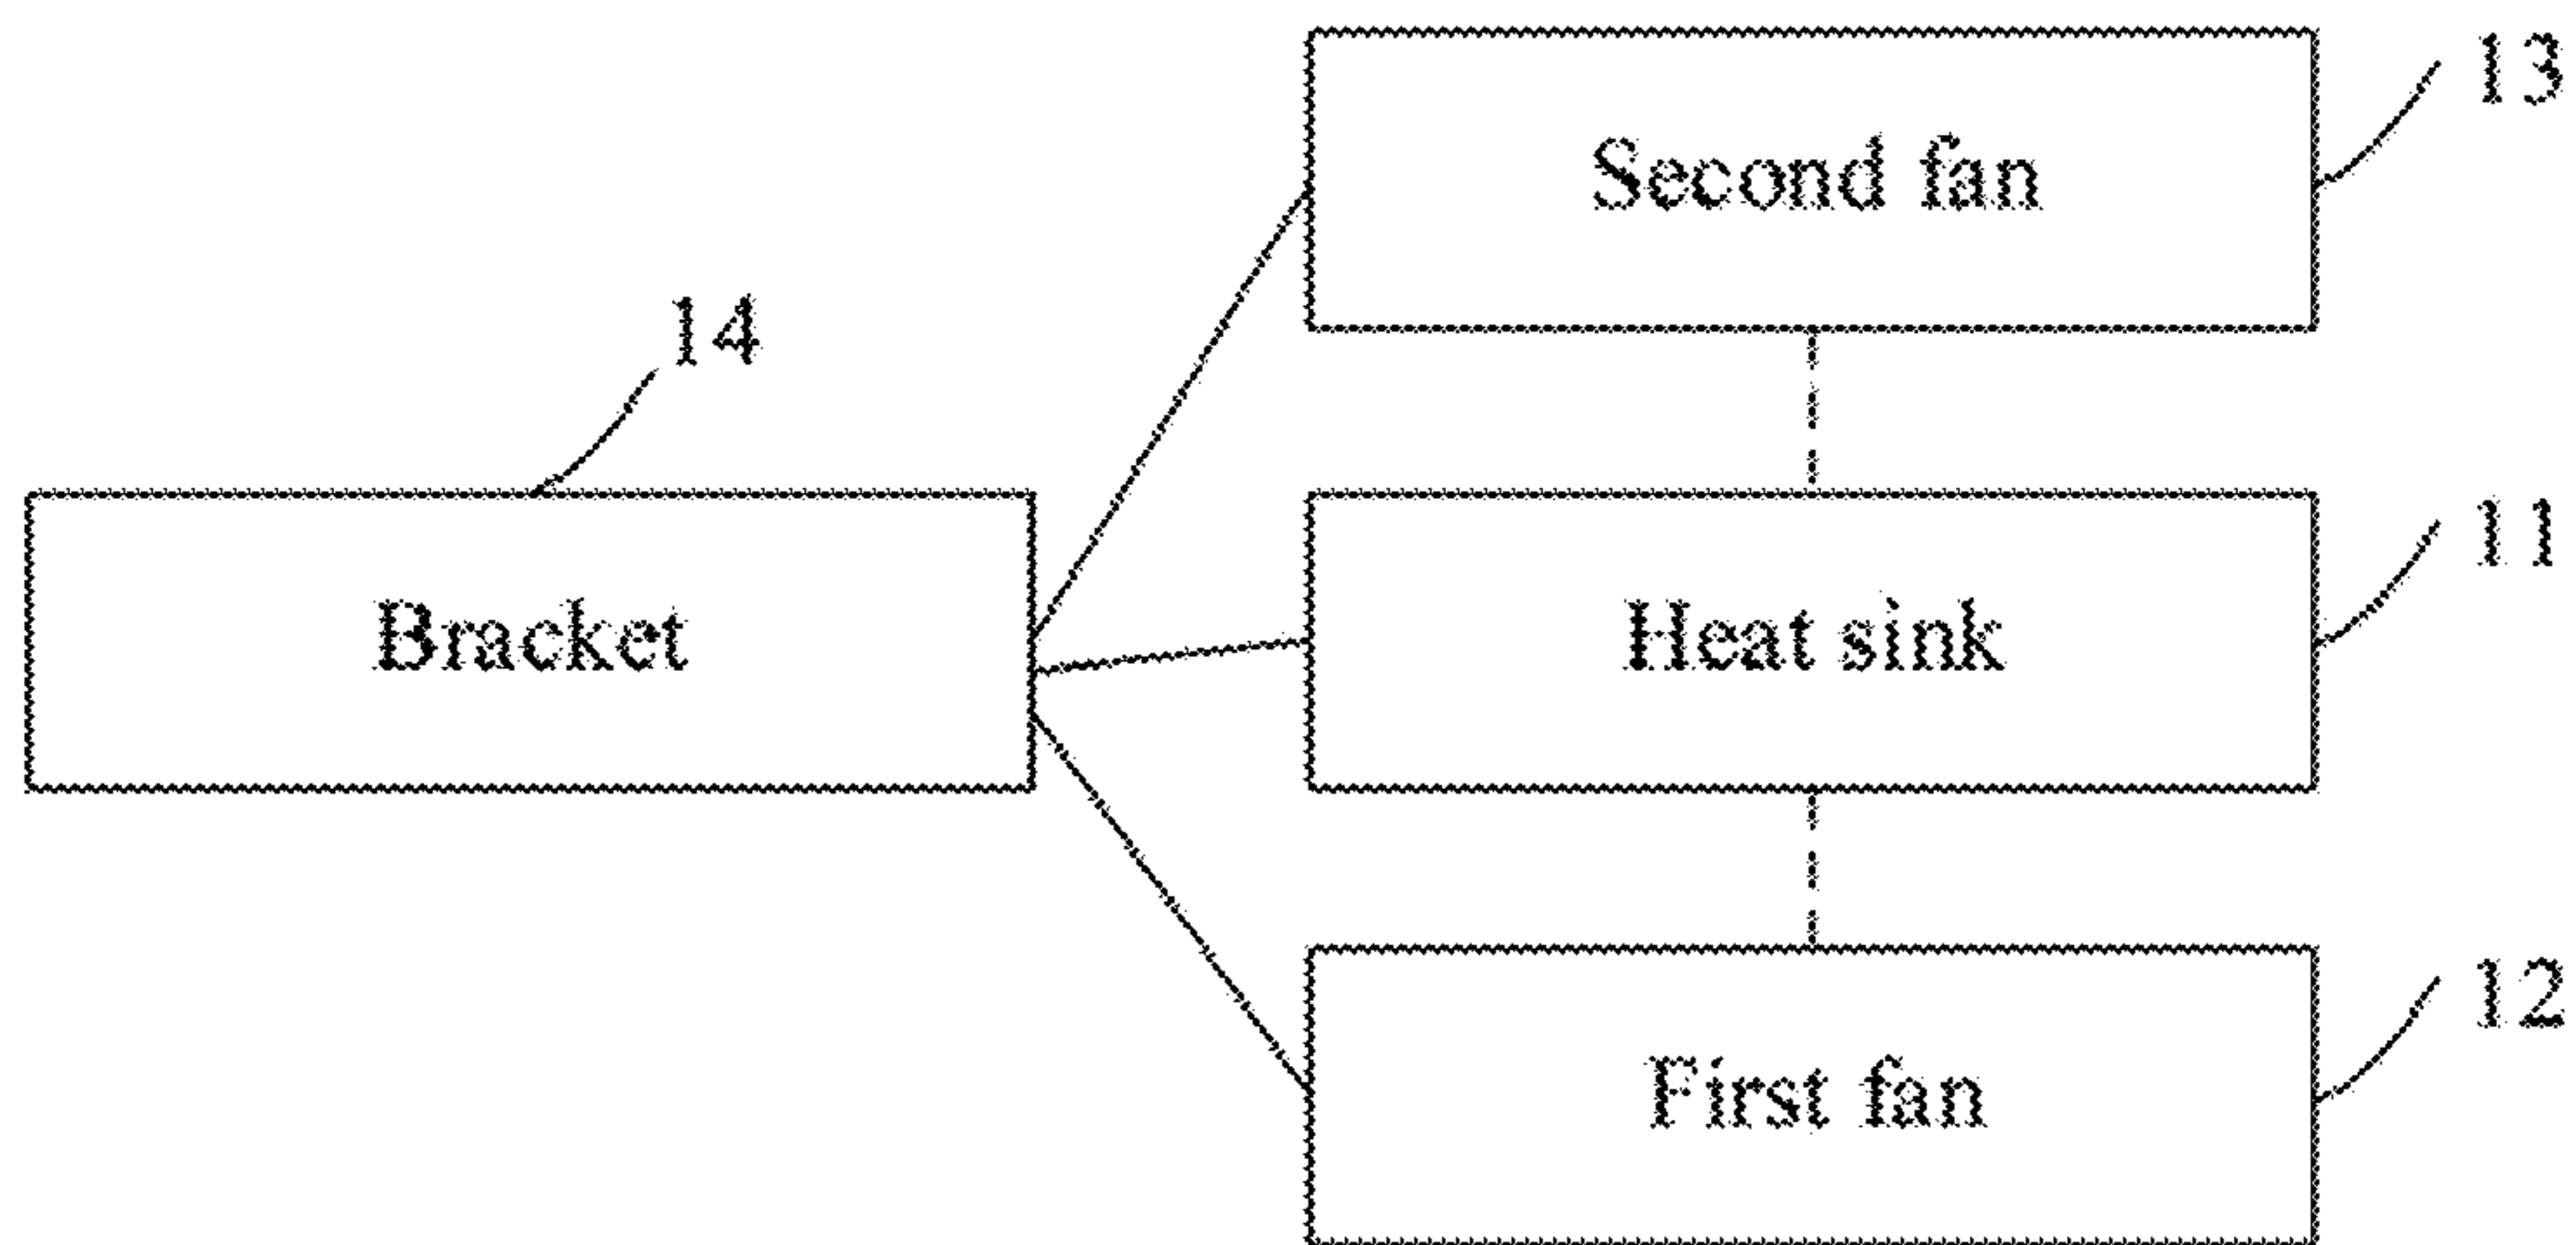 13
Second fan
14
11
Bracket
Heat sink
12
First fan